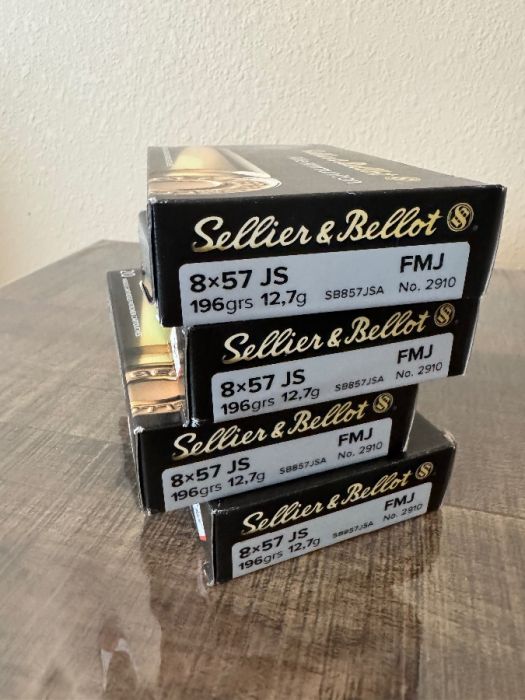 Sellier & Bellot
8×57 JS
FMJ
196grs 12,7g
SB857JSA
No. 2910
Sellier & Bellot
8×57 JS
FMJ
196grs 12,7g
SB857JSA
No. 2910
Sellier & Bellot
8×57 JS
FMJ
196grs 12,7g
SB857JSA
No. 2910
Sellier & Bellot
8×57 JS
FMJ
196grs 12,7g
SB857JSA
No. 2910